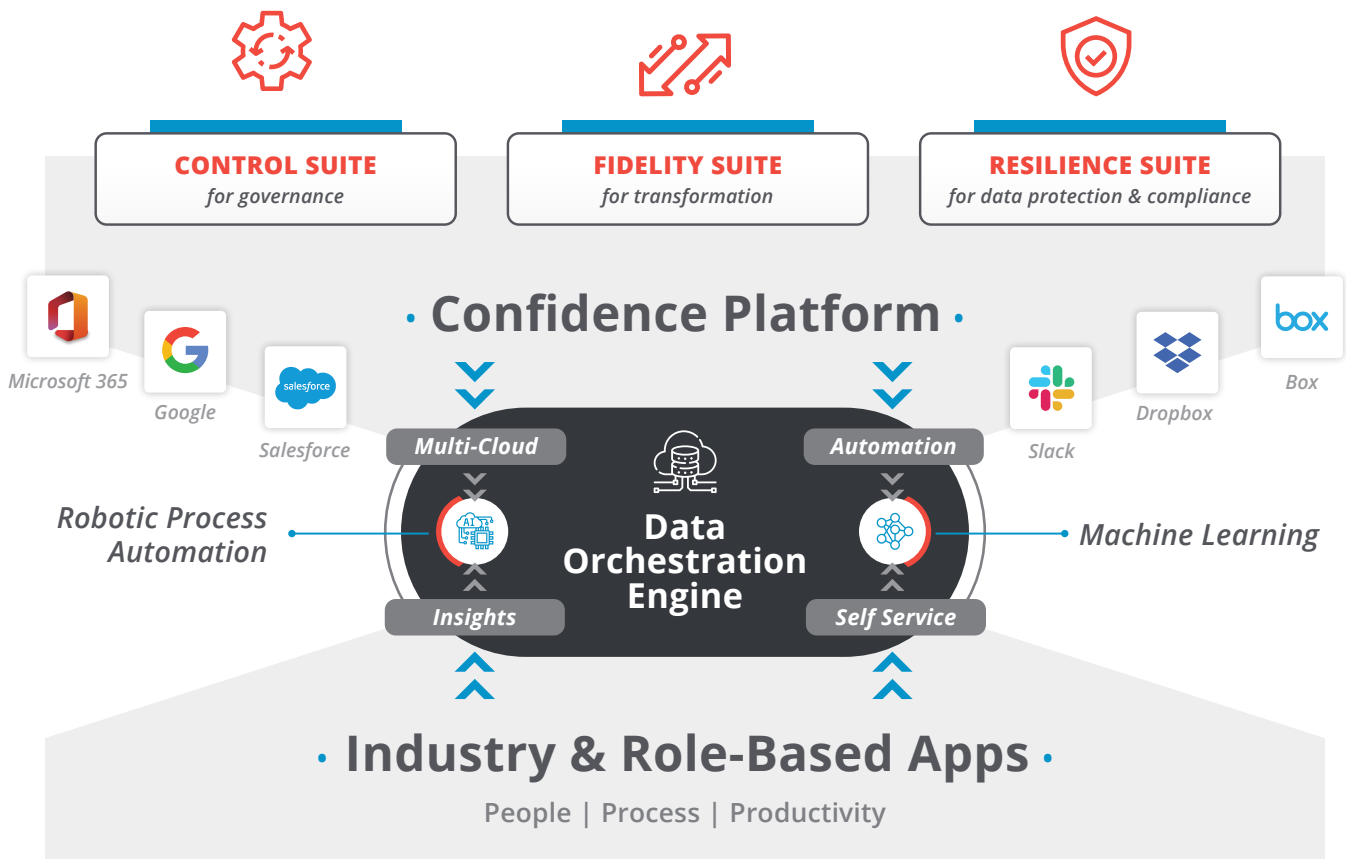 CONTROL SUITE
for governance
FIDELITY SUITE
for transformation
RESILIENCE SUITE
for data protection & compliance
• Confidence Platform •
Microsoft 365
Google
salesforce
Salesforce
Slack
Dropbox
box
Box
Multi-Cloud
Automation
Robotic Process
Automation
AI
Data
Orchestration
Engine
Machine Learning
Insights
Self Service
• Industry & Role-Based Apps •
People | Process | Productivity